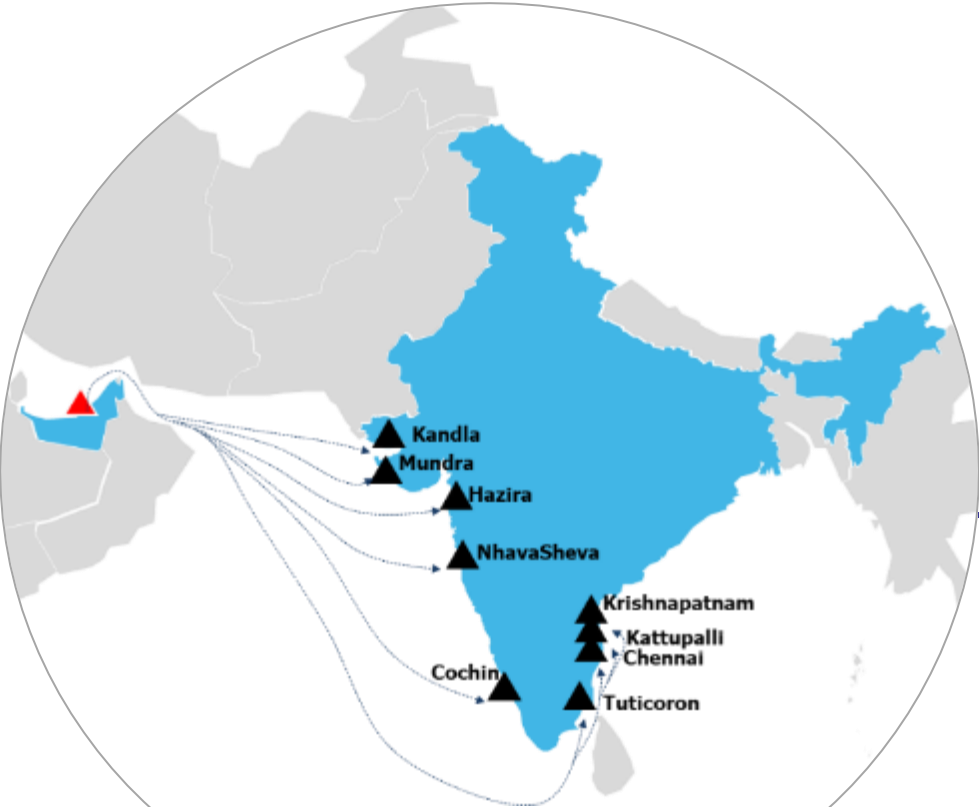 Kandla
Mundra
Hazira
NhavaSheva
Krishnapatnam
Kattupalli
Chennai
Cochin
Tuticoron